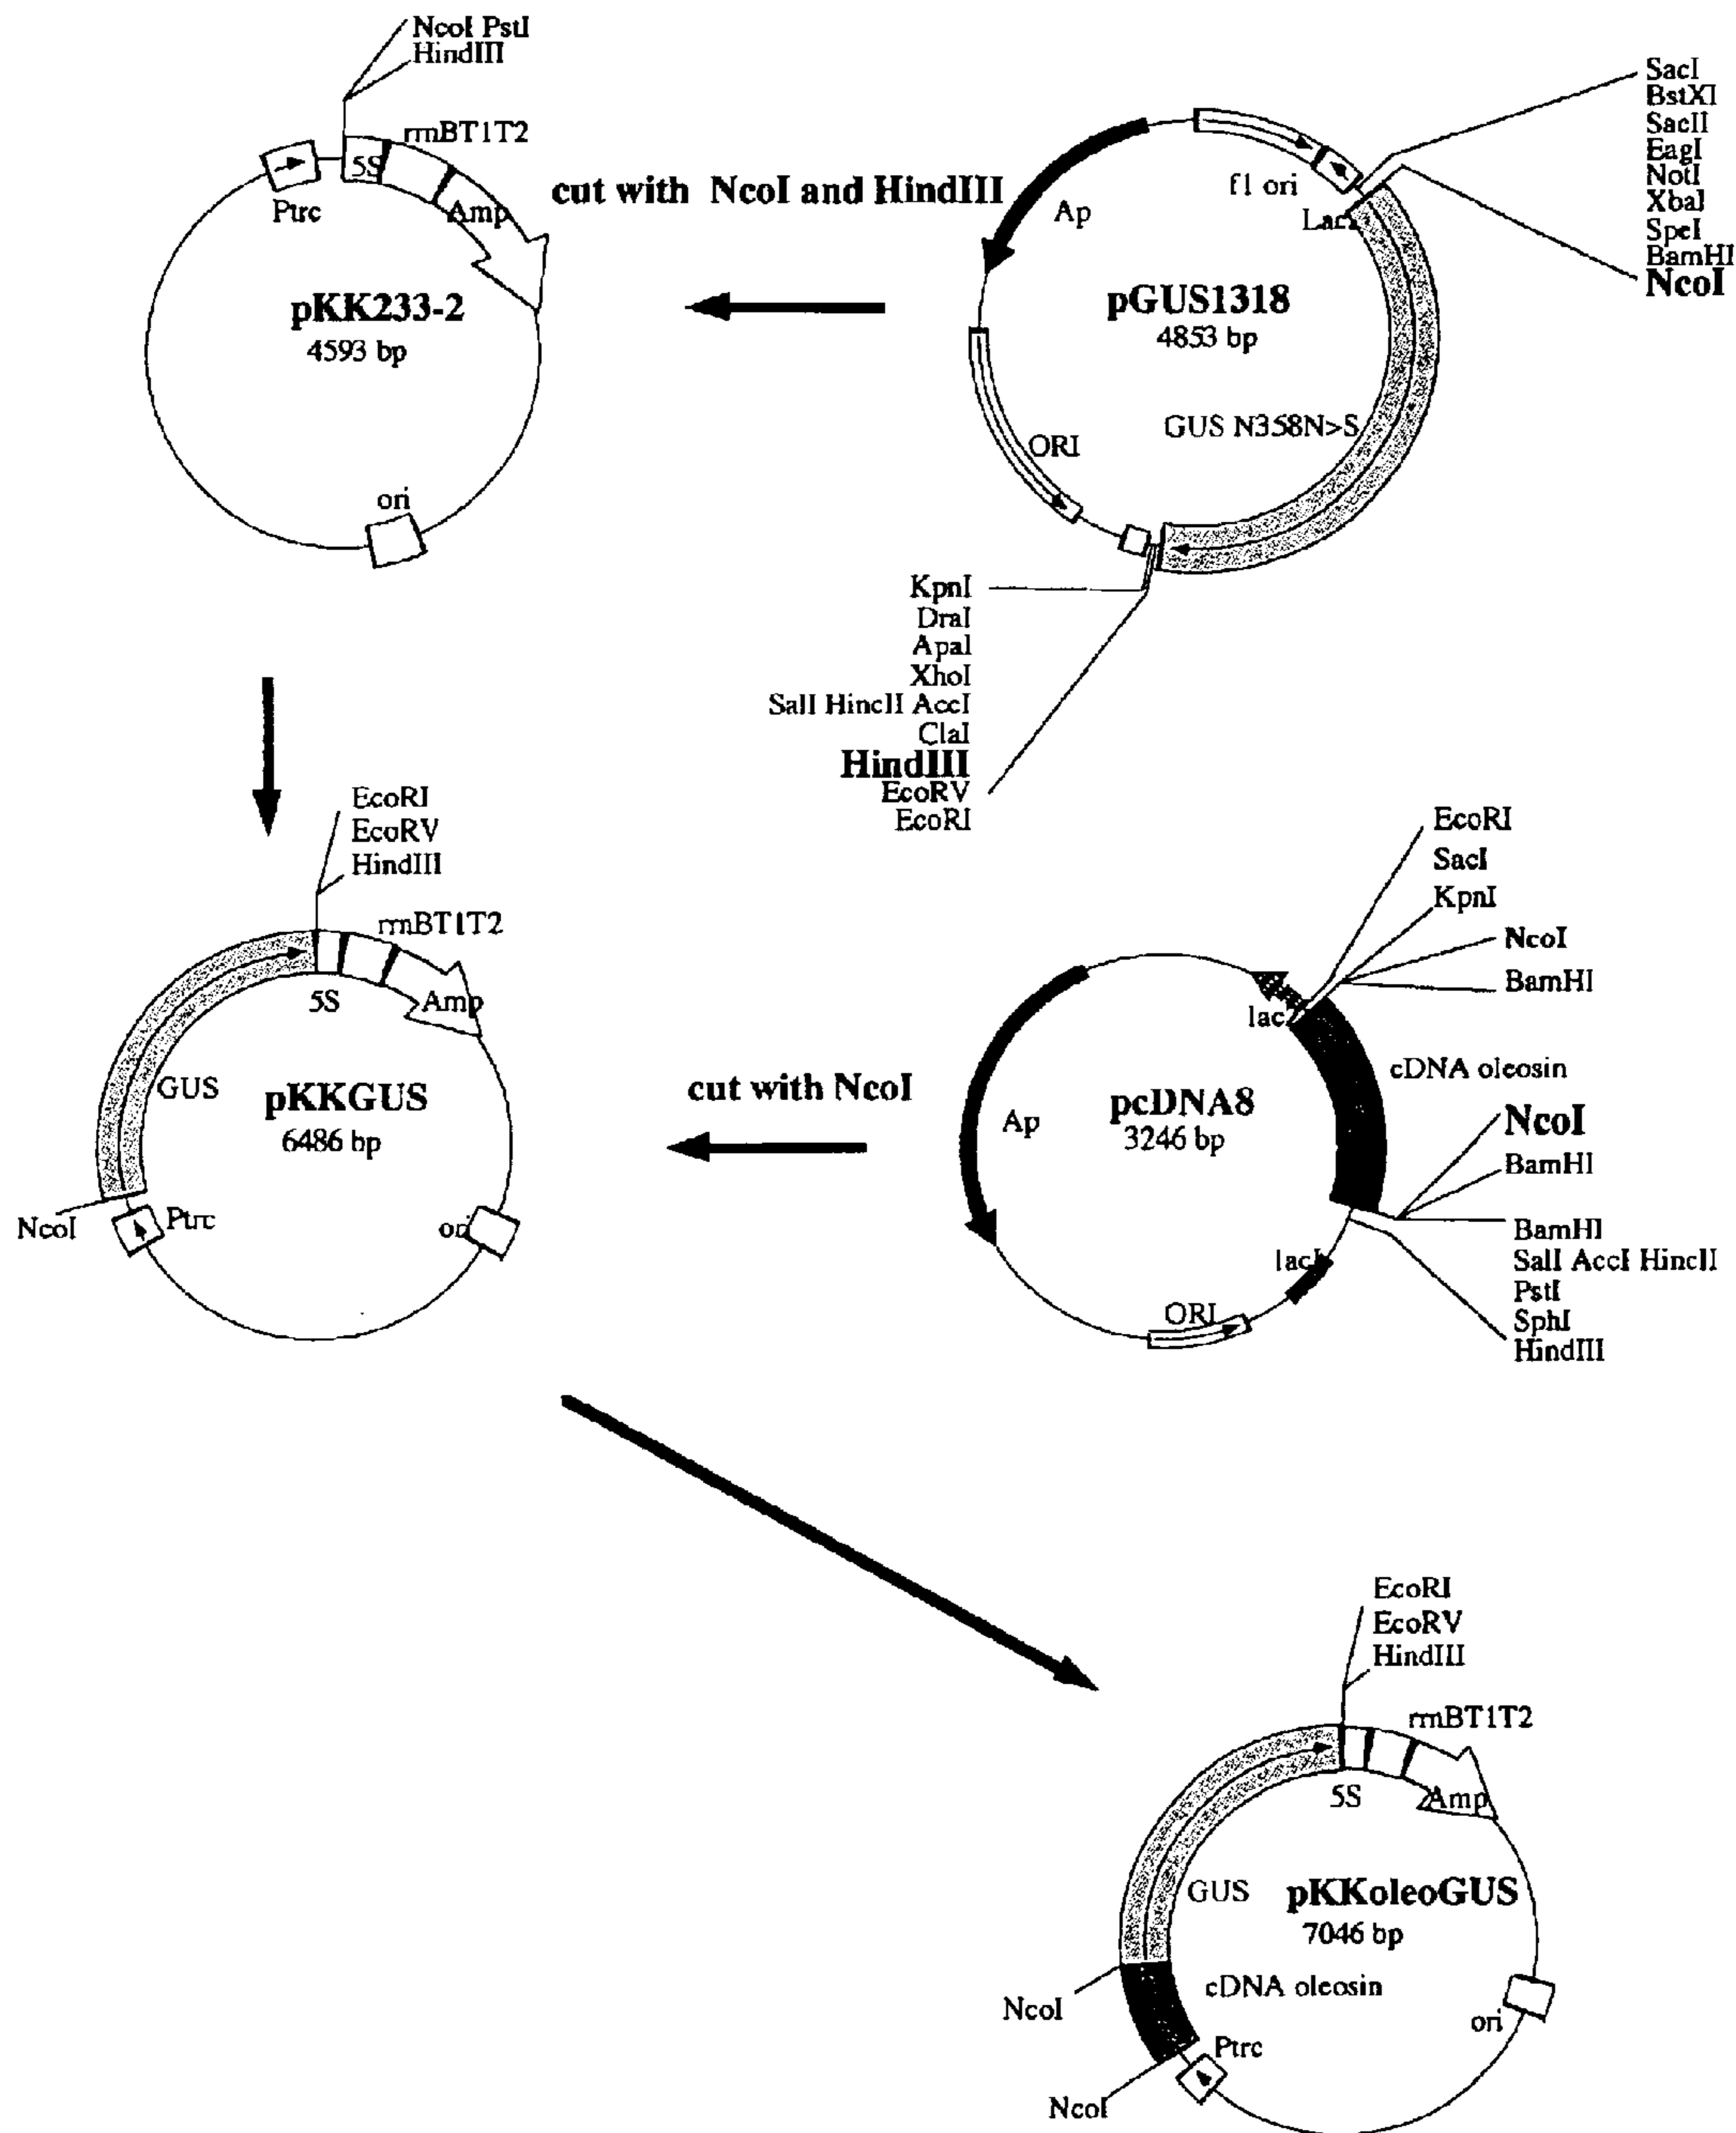 NcoI PstI
HindIII
rrnBT1T2
5S
Amp
Ptrc
pKK233-2
4593 bp
ori
cut with NcoI and HindIII
SacI
BstXI
SacII
EagI
NotI
XbaI
SpeI
BamHI
NcoI
f1 ori
Ap
pGUS1318
4853 bp
GUS N358N>S
ORI
KpnI
DraI
ApaI
XhoI
SalI HincII AccI
ClaI
HindIII
EcoRV
EcoRI
EcoRI
EcoRV
HindIII
rrnBT1T2
5S
Amp
GUS
pKKGUS
6486 bp
NcoI
Ptrc
ori
cut with NcoI
EcoRI
SacI
KpnI
NcoI
BamHI
cDNA oleosin
Ap
pcDNA8
3246 bp
NcoI
BamHI
BamHI
SalI AccI HincII
PstI
SphI
HindIII
lacI
ORI
EcoRI
EcoRV
HindIII
rrnBT1T2
5S
Amp
GUS
pKKoleoGUS
7046 bp
cDNA oleosin
NcoI
ori
Ptrc
NcoI